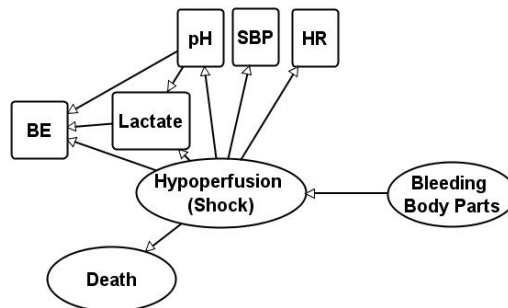 pH
SBP
HR
BE
Lactate
Hypoperfusion
(Shock)
Bleeding
Body Parts
Death